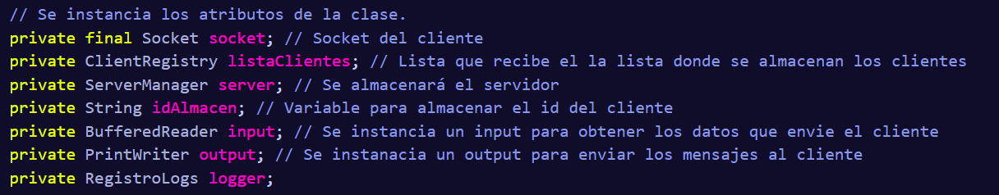 // Se instancia los atributos de la clase.
private final Socket socket; // Socket del cliente
private ClientRegistry listaClientes; // Lista que recibe el la lista donde se almacenan los clientes
private ServerManager server; // Se almacenará el servidor
private String idAlmacen; // Variable para almacenar el id del cliente
private BufferedReader input; // Se instancia un input para obtener los datos que envie el cliente
private PrintWriter output; // Se instanacia un output para enviar los mensajes al cliente
private RegistroLogs logger;